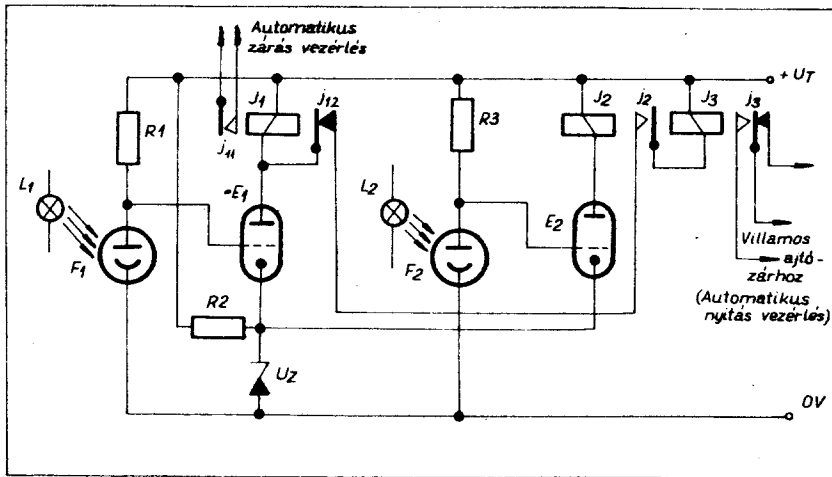 Automatikus
zárás vezérlés
+ UT
R1
J1
j12
j11
R3
J2
j2
J3
j3
L1
E1
F1
L2
E2
F2
R2
UZ
Villamos
ajtó-
zárhoz
(Automatikus
nyitás vezérlés)
0V